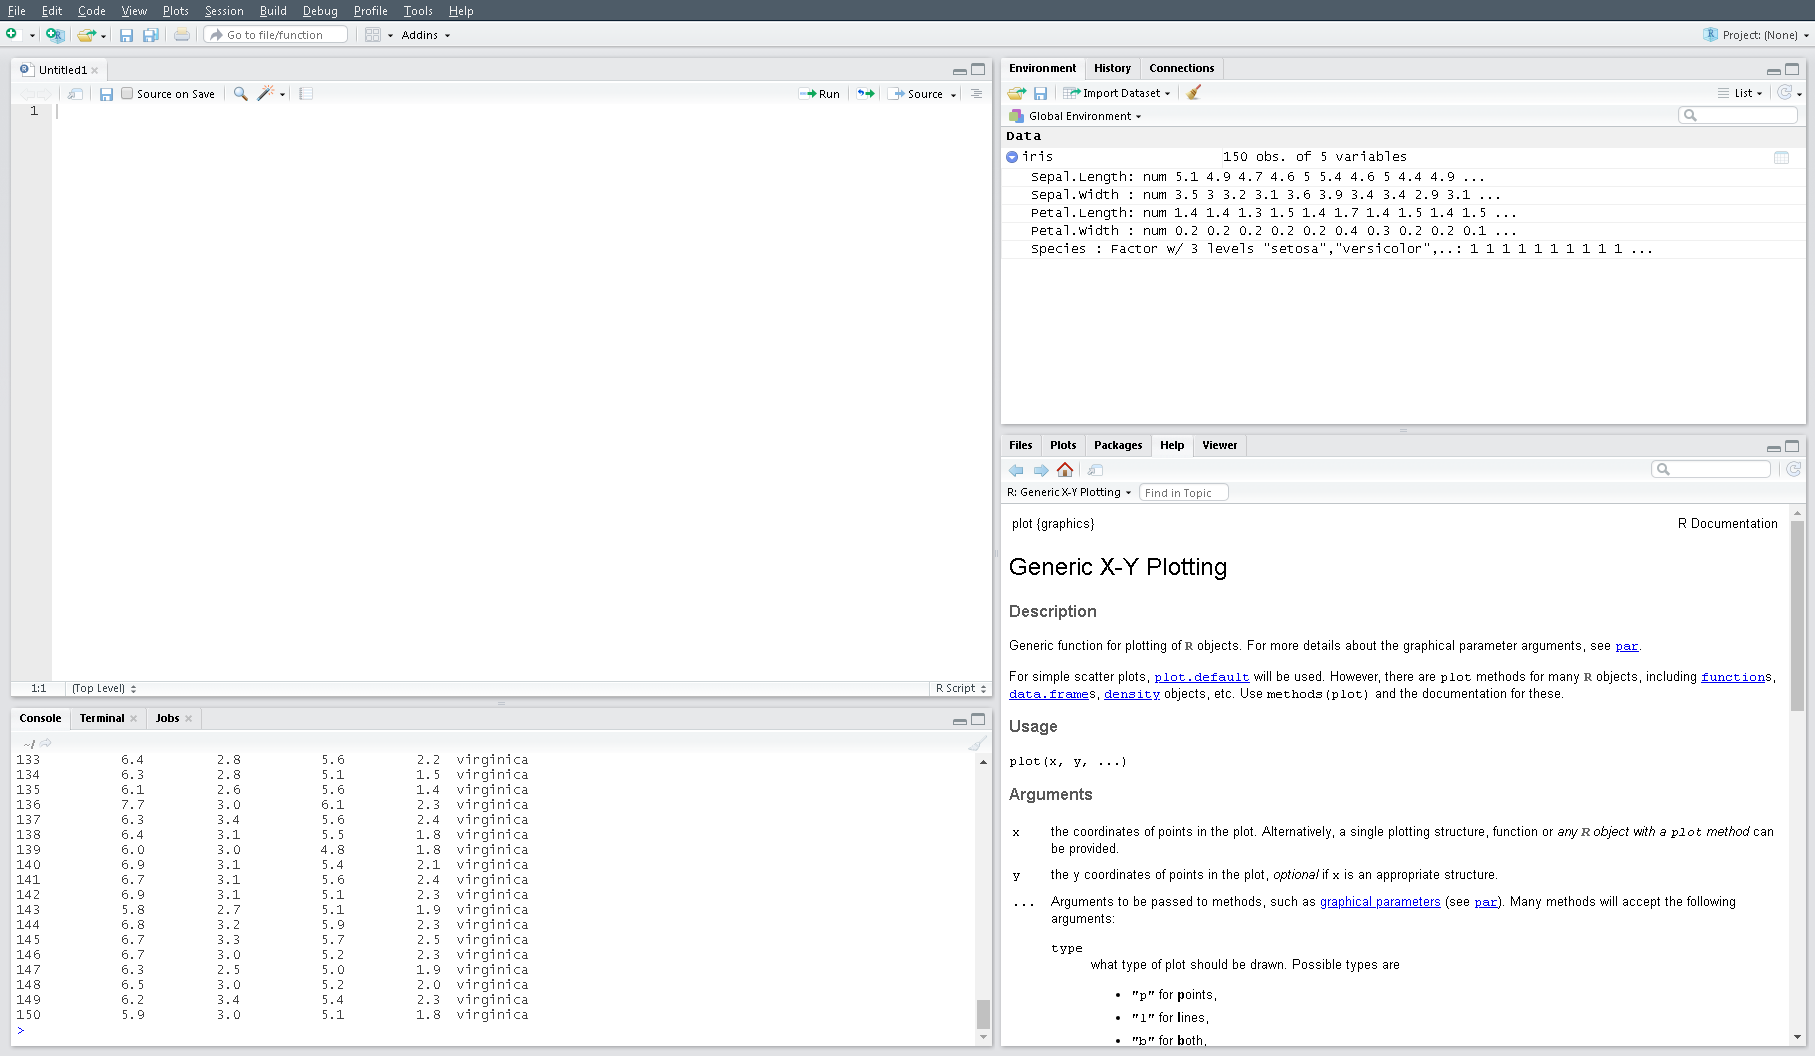 File Edit Code View Plots Session Build Debug Profile Tools Help
Go to file/function Addins Project: (None)
Untitled1
Source on Save Run Source
1
1:1 (Top Level) R Script
Console Terminal Jobs
~/
133 6.4 2.8 5.6 2.2 virginica
134 6.3 2.8 5.1 1.5 virginica
135 6.1 2.6 5.6 1.4 virginica
136 7.7 3.0 6.1 2.3 virginica
137 6.3 3.4 5.6 2.4 virginica
138 6.4 3.1 5.5 1.8 virginica
139 6.0 3.0 4.8 1.8 virginica
140 6.9 3.1 5.4 2.1 virginica
141 6.7 3.1 5.6 2.4 virginica
142 6.9 3.1 5.1 2.3 virginica
143 5.8 2.7 5.1 1.9 virginica
144 6.8 3.2 5.9 2.3 virginica
145 6.7 3.3 5.7 2.5 virginica
146 6.7 3.0 5.2 2.3 virginica
147 6.3 2.5 5.0 1.9 virginica
148 6.5 3.0 5.2 2.0 virginica
149 6.2 3.4 5.4 2.3 virginica
150 5.9 3.0 5.1 1.8 virginica
>
Environment History Connections
Import Dataset List
Global Environment
Data
iris 150 obs. of 5 variables
Sepal.Length: num 5.1 4.9 4.7 4.6 5 5.4 4.6 5 4.4 4.9 ...
Sepal.Width : num 3.5 3 3.2 3.1 3.6 3.9 3.4 3.4 2.9 3.1 ...
Petal.Length: num 1.4 1.4 1.3 1.5 1.4 1.7 1.4 1.5 1.4 1.5 ...
Petal.Width : num 0.2 0.2 0.2 0.2 0.2 0.4 0.3 0.2 0.2 0.1 ...
Species : Factor w/ 3 levels "setosa","versicolor",..: 1 1 1 1 1 1 1 1 1 1 ...
Files Plots Packages Help Viewer
R: Generic X-Y Plotting Find in Topic
plot {graphics} R Documentation
Generic X-Y Plotting
Description
Generic function for plotting of R objects. For more details about the graphical parameter arguments, see par.
For simple scatter plots, plot.default will be used. However, there are plot methods for many R objects, including functions,
data.frames, density objects, etc. Use methods(plot) and the documentation for these.
Usage
plot(x, y, ...)
Arguments
x the coordinates of points in the plot. Alternatively, a single plotting structure, function or any R object with a plot method can
be provided.
y the y coordinates of points in the plot, optional if x is an appropriate structure.
... Arguments to be passed to methods, such as graphical parameters (see par). Many methods will accept the following
arguments:
type
what type of plot should be drawn. Possible types are
• "p" for points,
• "l" for lines,
• "b" for both,